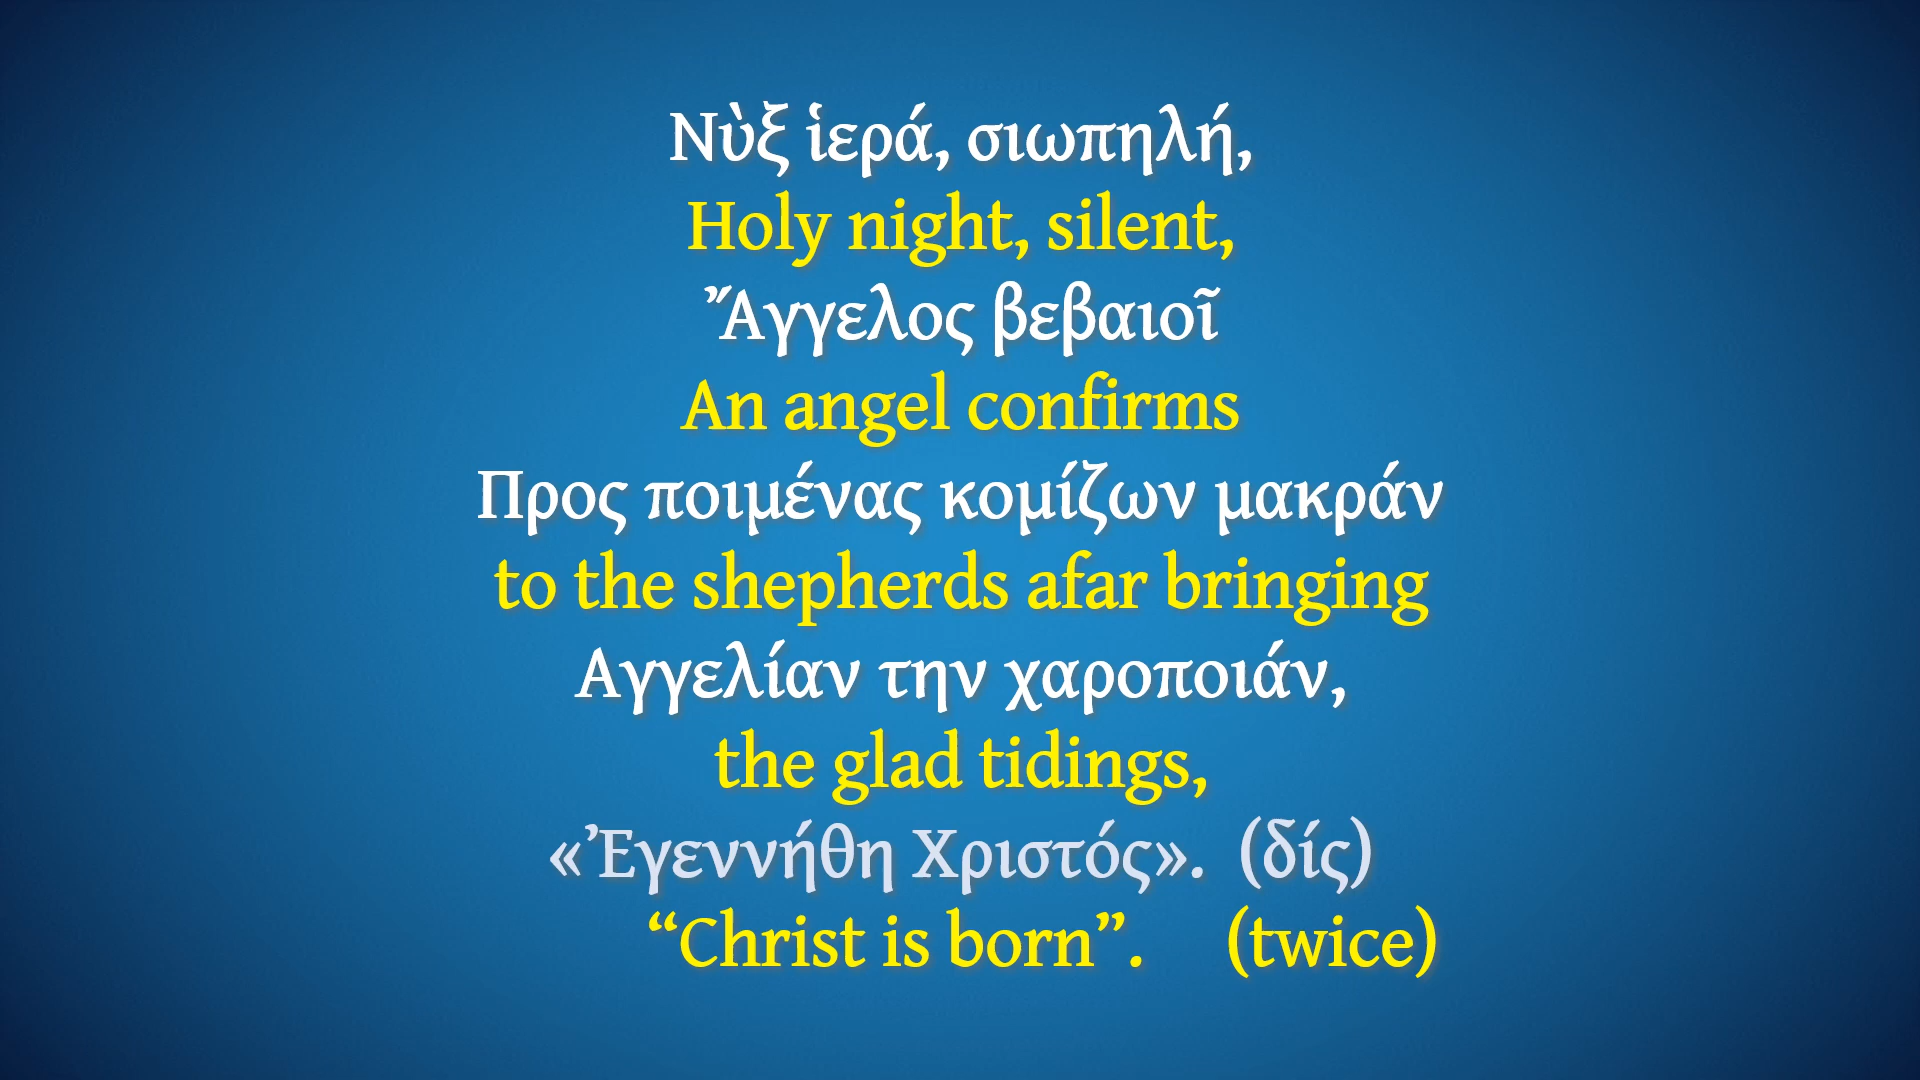 Νὺξ ἱερά, σιωπηλή,
Holy night, silent,
Ἄγγελος βεβαιοῖ
An angel confirms
Προς ποιμένας κομίζων μακράν
to the shepherds afar bringing
Αγγελίαν την χαροποιάν,
the glad tidings,
«Ἐγεννήθη Χριστός». (δίς)
“Christ is born”. (twice)